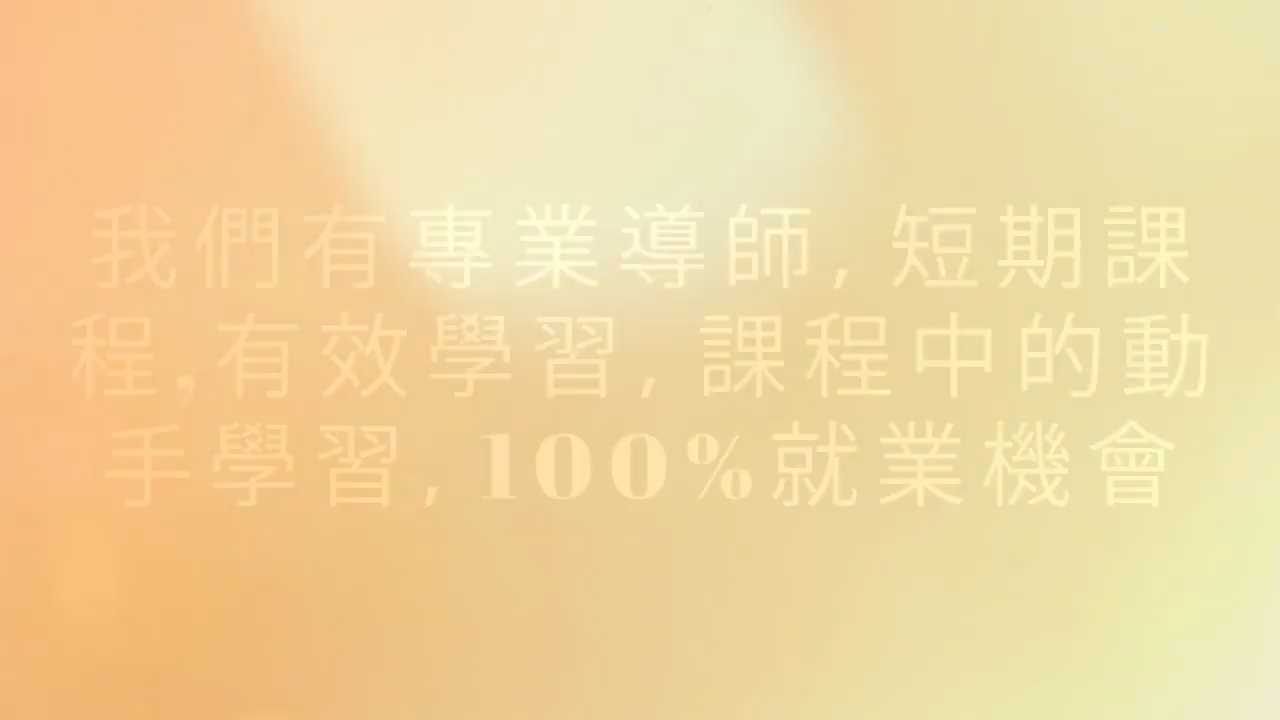 我們有專業導師, 短期課
程,有效學習, 課程中的動
手學習, 100%就業機會